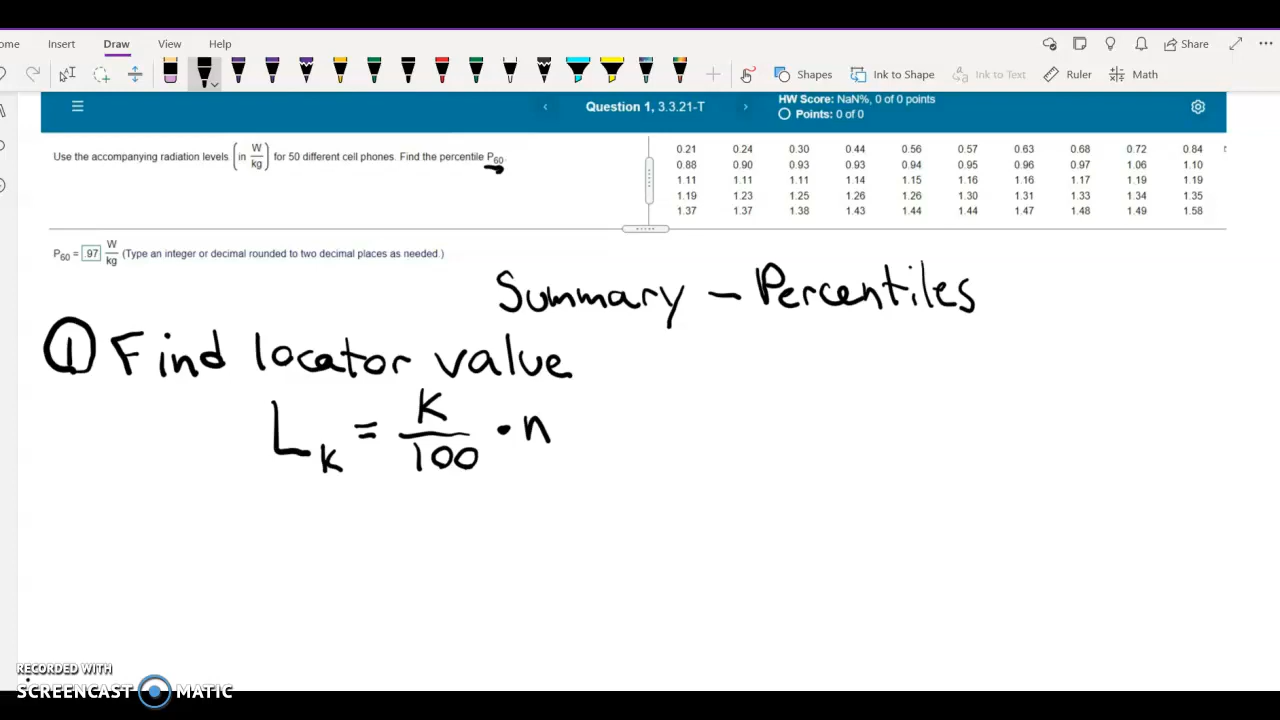 ome Insert Draw View Help
Share
Shapes Ink to Shape Ink to Text Ruler Math
Question 1, 3.3.21-T
HW Score: NaN%, 0 of 0 points
Points: 0 of 0
Use the accompanying radiation levels (in W/kg) for 50 different cell phones. Find the percentile P60.
0.21 0.24 0.30 0.44 0.56 0.57 0.63 0.68 0.72 0.84
0.88 0.90 0.93 0.93 0.94 0.95 0.96 0.97 1.06 1.10
1.11 1.11 1.11 1.14 1.15 1.16 1.16 1.17 1.19 1.19
1.19 1.23 1.25 1.26 1.26 1.30 1.31 1.33 1.34 1.35
1.37 1.37 1.38 1.43 1.44 1.44 1.47 1.48 1.49 1.58
P60 = .97 W/kg (Type an integer or decimal rounded to two decimal places as needed.)
Summary – Percentiles
① Find locator value
Lk = K/100 · n
RECORDED WITH
SCREENCAST MATIC